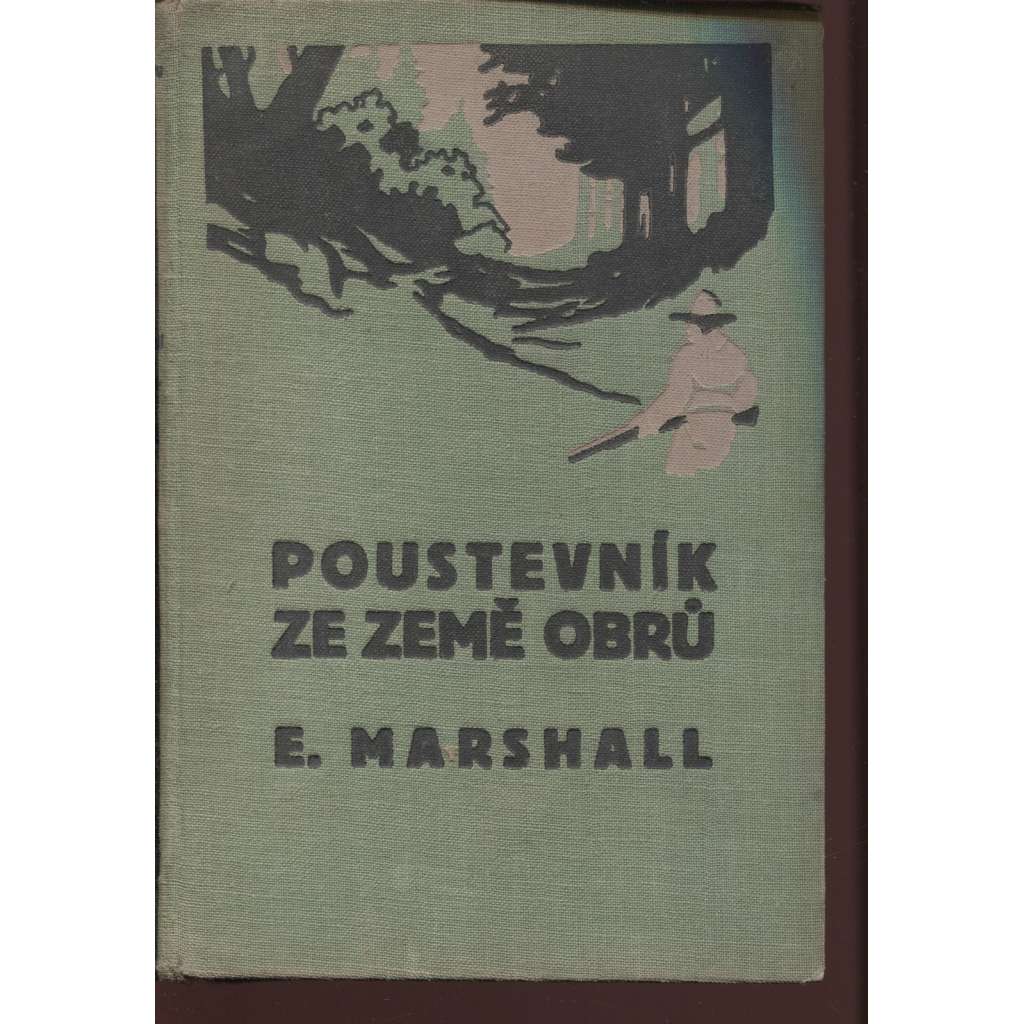 POUSTEVNÍK
ZE ZEMĚ OBRŮ
E. MARSHALL